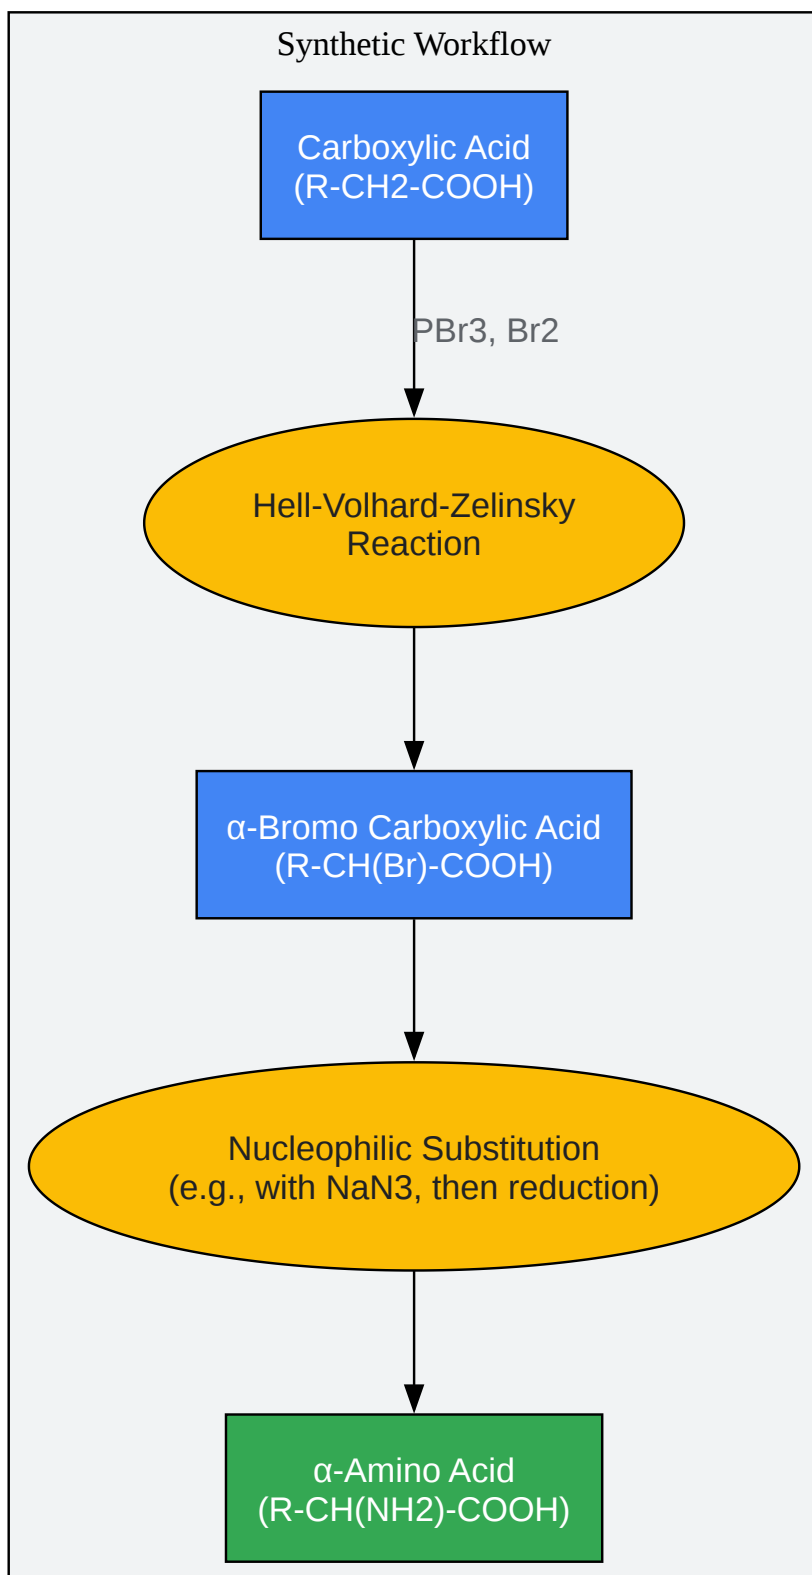 Synthetic Workflow
Carboxylic Acid
(R-CH2-COOH)
PBr3, Br2
Hell-Volhard-Zelinsky
Reaction
α-Bromo Carboxylic Acid
(R-CH(Br)-COOH)
Nucleophilic Substitution
(e.g., with NaN3, then reduction)
α-Amino Acid
(R-CH(NH2)-COOH)